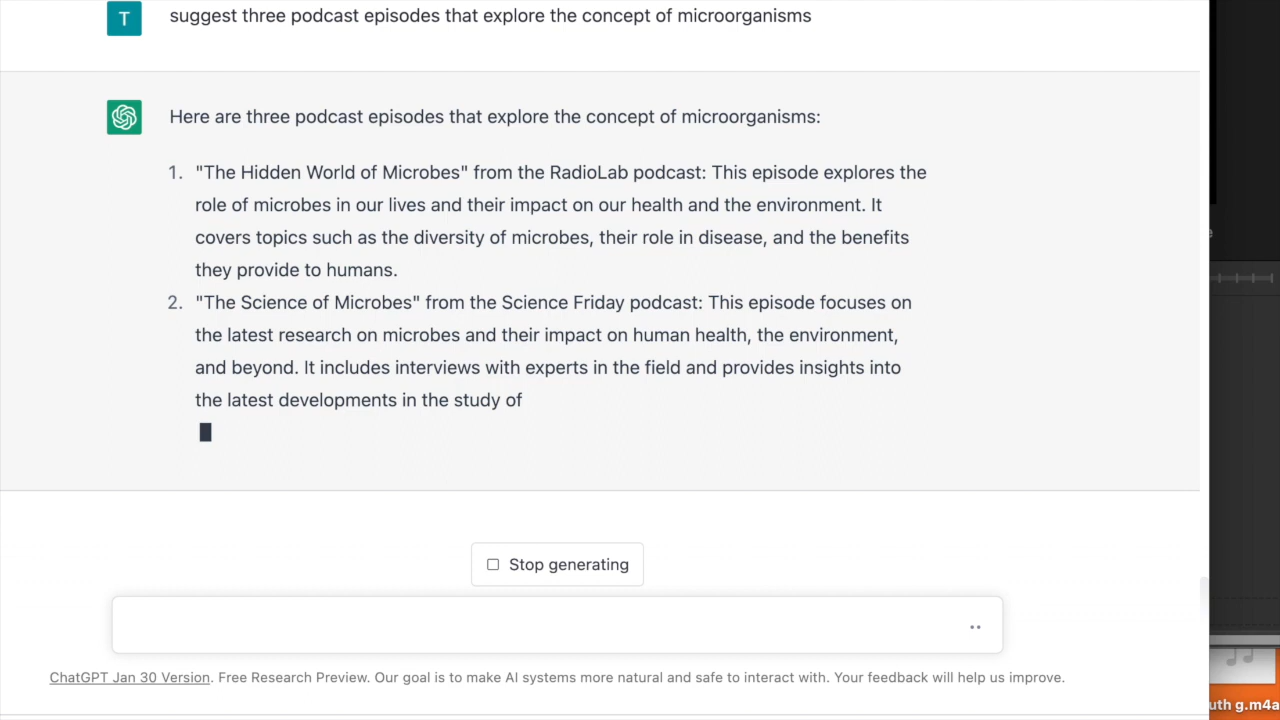 T
suggest three podcast episodes that explore the concept of microorganisms
Here are three podcast episodes that explore the concept of microorganisms:
1. "The Hidden World of Microbes" from the RadioLab podcast: This episode explores the
role of microbes in our lives and their impact on our health and the environment. It
covers topics such as the diversity of microbes, their role in disease, and the benefits
they provide to humans.
2. "The Science of Microbes" from the Science Friday podcast: This episode focuses on
the latest research on microbes and their impact on human health, the environment,
and beyond. It includes interviews with experts in the field and provides insights into
the latest developments in the study of
Stop generating
ChatGPT Jan 30 Version. Free Research Preview. Our goal is to make AI systems more natural and safe to interact with. Your feedback will help us improve.
uth g.m4a